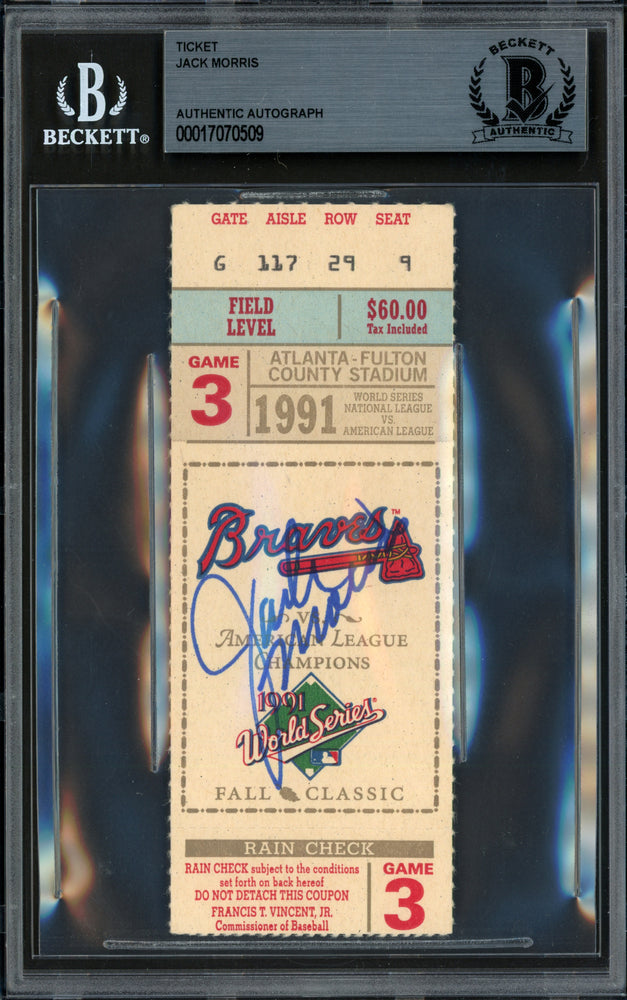 TICKET
JACK MORRIS
AUTHENTIC AUTOGRAPH
00017070509
B
BECKETT®
BECKETT
B
AUTHENTIC
GATE AISLE ROW SEAT
G 117 29 9
FIELD
LEVEL
$60.00
Tax Included
GAME
3
ATLANTA-FULTON
COUNTY STADIUM
1991
WORLD SERIES
NATIONAL LEAGUE
VS.
AMERICAN LEAGUE
Braves™
Jack Morris
VS.
AMERICAN LEAGUE
CHAMPIONS
1991
World Series
FALL CLASSIC
RAIN CHECK
RAIN CHECK subject to the conditions
set forth on back hereof
DO NOT DETACH THIS COUPON
FRANCIS T. VINCENT, JR.
Commissioner of Baseball
GAME
3